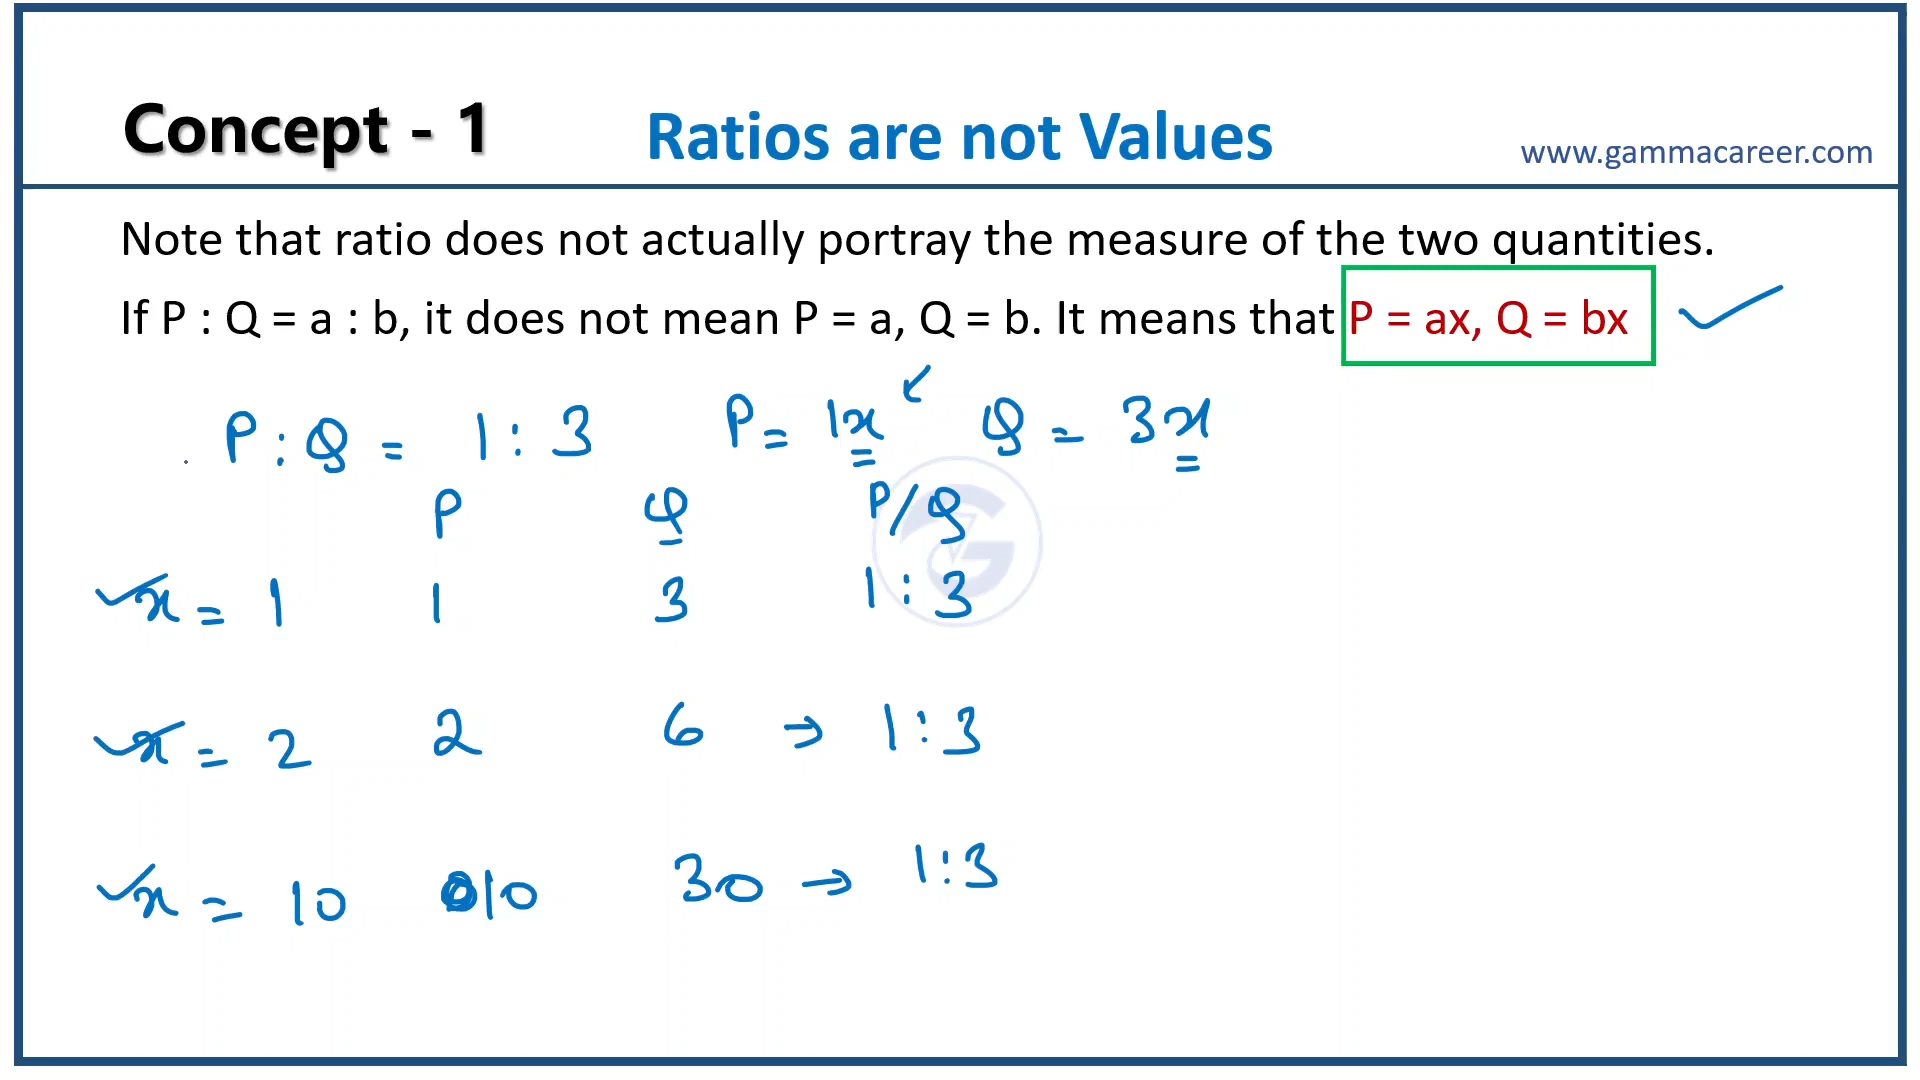 Concept - 1 Ratios are not Values www.gammacareer.com
Note that ratio does not actually portray the measure of the two quantities.
If P : Q = a : b, it does not mean P = a, Q = b. It means that P = ax, Q = bx
P : Q = 1 : 3 P = 1x Q = 3x
P Q P/Q
x = 1 1 3 1 : 3
x = 2 2 6 → 1 : 3
x = 10 10 30 → 1 : 3